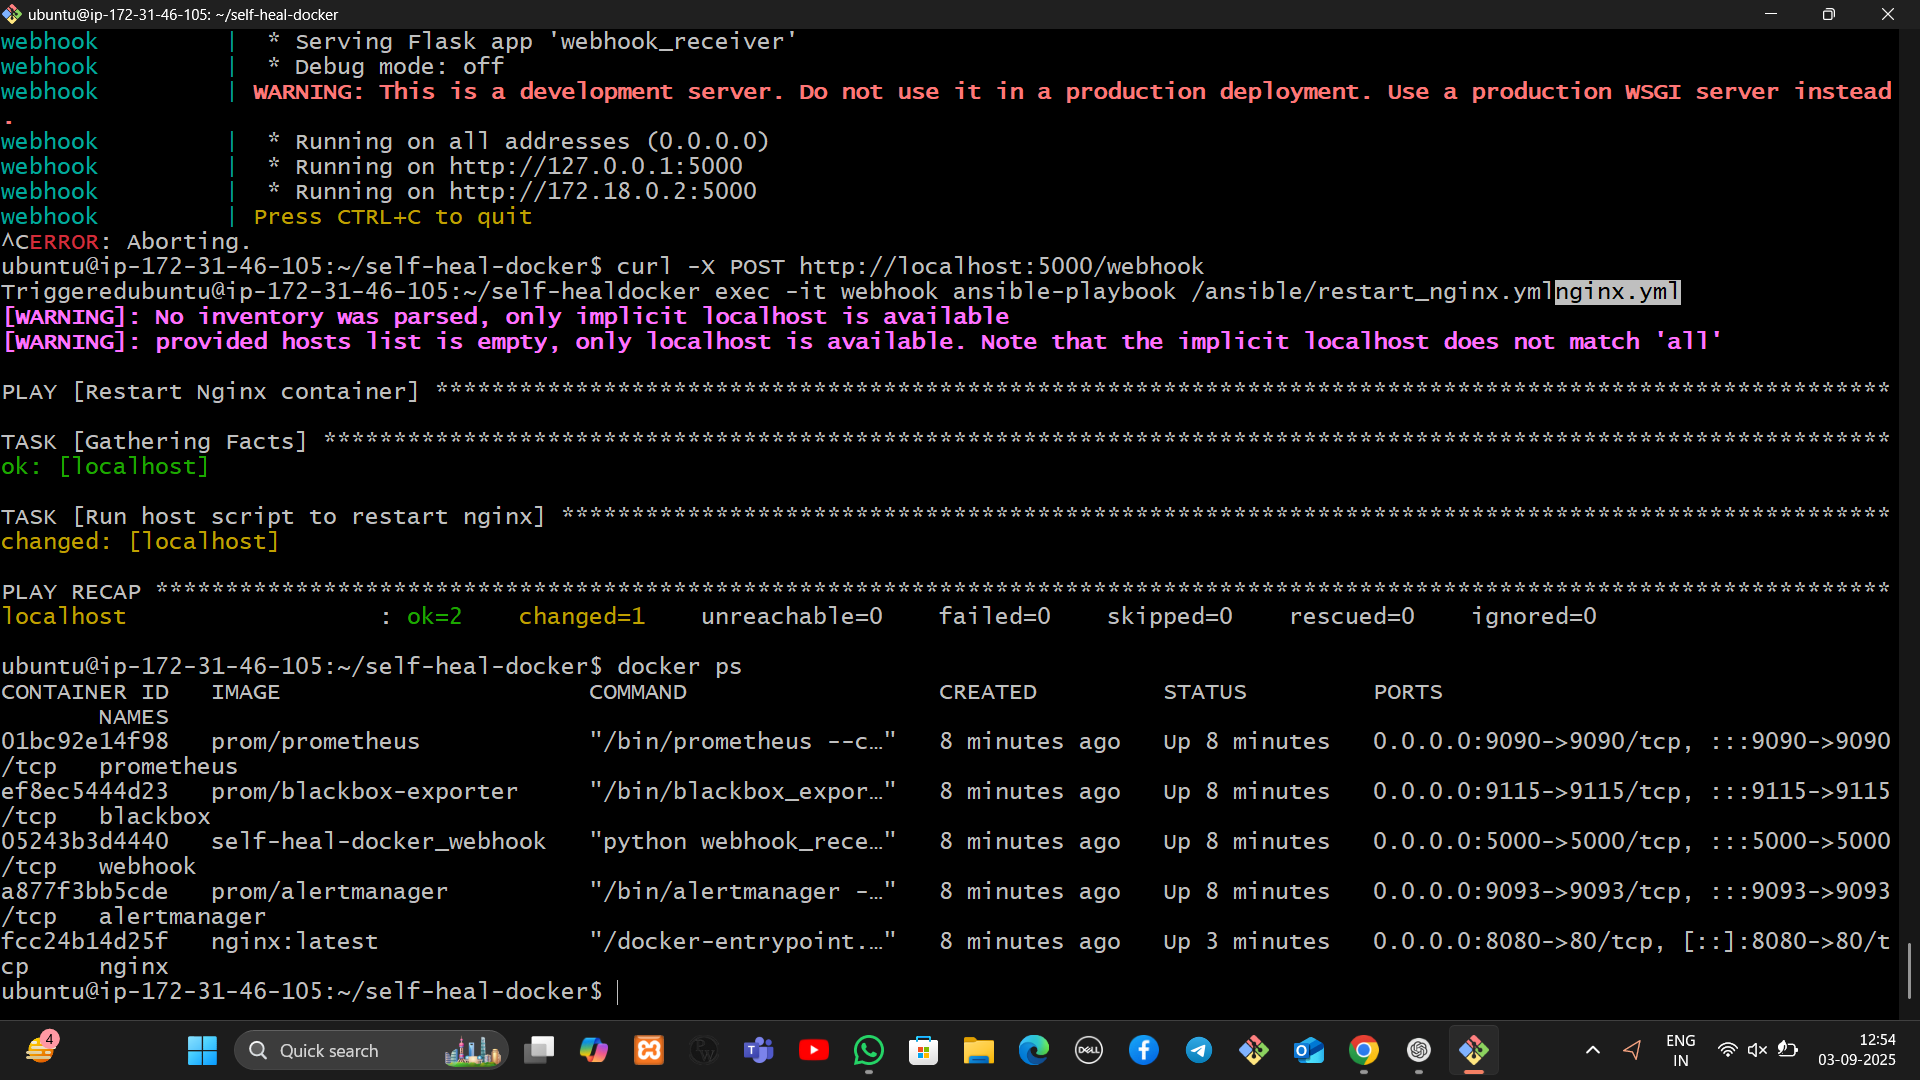 ubuntu@ip-172-31-46-105: ~/self-heal-docker
webhook | * Serving Flask app 'webhook_receiver'
webhook | * Debug mode: off
webhook | WARNING: This is a development server. Do not use it in a production deployment. Use a production WSGI server instead
.
webhook | * Running on all addresses (0.0.0.0)
webhook | * Running on http://127.0.0.1:5000
webhook | * Running on http://172.18.0.2:5000
webhook | Press CTRL+C to quit
^CERROR: Aborting.
ubuntu@ip-172-31-46-105:~/self-heal-docker$ curl -X POST http://localhost:5000/webhook
Triggeredubuntu@ip-172-31-46-105:~/self-healdocker exec -it webhook ansible-playbook /ansible/restart_nginx.ymlnginx.yml
[WARNING]: No inventory was parsed, only implicit localhost is available
[WARNING]: provided hosts list is empty, only localhost is available. Note that the implicit localhost does not match 'all'
PLAY [Restart Nginx container] ********************************************************************************************************
TASK [Gathering Facts] ****************************************************************************************************************
ok: [localhost]
TASK [Run host script to restart nginx] ***********************************************************************************************
changed: [localhost]
PLAY RECAP ****************************************************************************************************************************
localhost : ok=2 changed=1 unreachable=0 failed=0 skipped=0 rescued=0 ignored=0
ubuntu@ip-172-31-46-105:~/self-heal-docker$ docker ps
CONTAINER ID IMAGE COMMAND CREATED STATUS PORTS
NAMES
01bc92e14f98 prom/prometheus "/bin/prometheus --c…" 8 minutes ago Up 8 minutes 0.0.0.0:9090->9090/tcp, :::9090->9090
/tcp prometheus
ef8ec5444d23 prom/blackbox-exporter "/bin/blackbox_expor…" 8 minutes ago Up 8 minutes 0.0.0.0:9115->9115/tcp, :::9115->9115
/tcp blackbox
05243b3d4440 self-heal-docker_webhook "python webhook_rece…" 8 minutes ago Up 8 minutes 0.0.0.0:5000->5000/tcp, :::5000->5000
/tcp webhook
a877f3bb5cde prom/alertmanager "/bin/alertmanager -…" 8 minutes ago Up 8 minutes 0.0.0.0:9093->9093/tcp, :::9093->9093
/tcp alertmanager
fcc24b14d25f nginx:latest "/docker-entrypoint.…" 8 minutes ago Up 3 minutes 0.0.0.0:8080->80/tcp, [::]:8080->80/t
cp nginx
ubuntu@ip-172-31-46-105:~/self-heal-docker$
4
Quick search
DELL
ENG
IN
12:54
03-09-2025